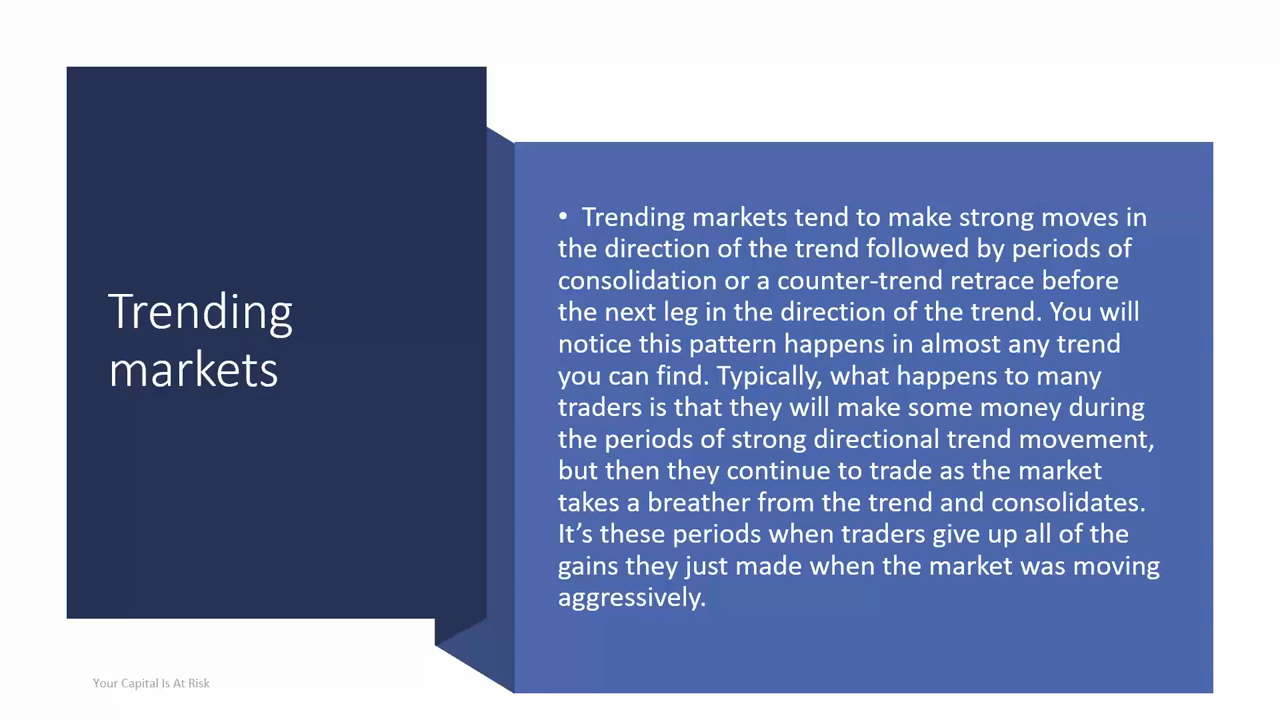 Trending
markets
• Trending markets tend to make strong moves in
the direction of the trend followed by periods of
consolidation or a counter-trend retrace before
the next leg in the direction of the trend. You will
notice this pattern happens in almost any trend
you can find. Typically, what happens to many
traders is that they will make some money during
the periods of strong directional trend movement,
but then they continue to trade as the market
takes a breather from the trend and consolidates.
It’s these periods when traders give up all of the
gains they just made when the market was moving
aggressively.
Your Capital Is At Risk